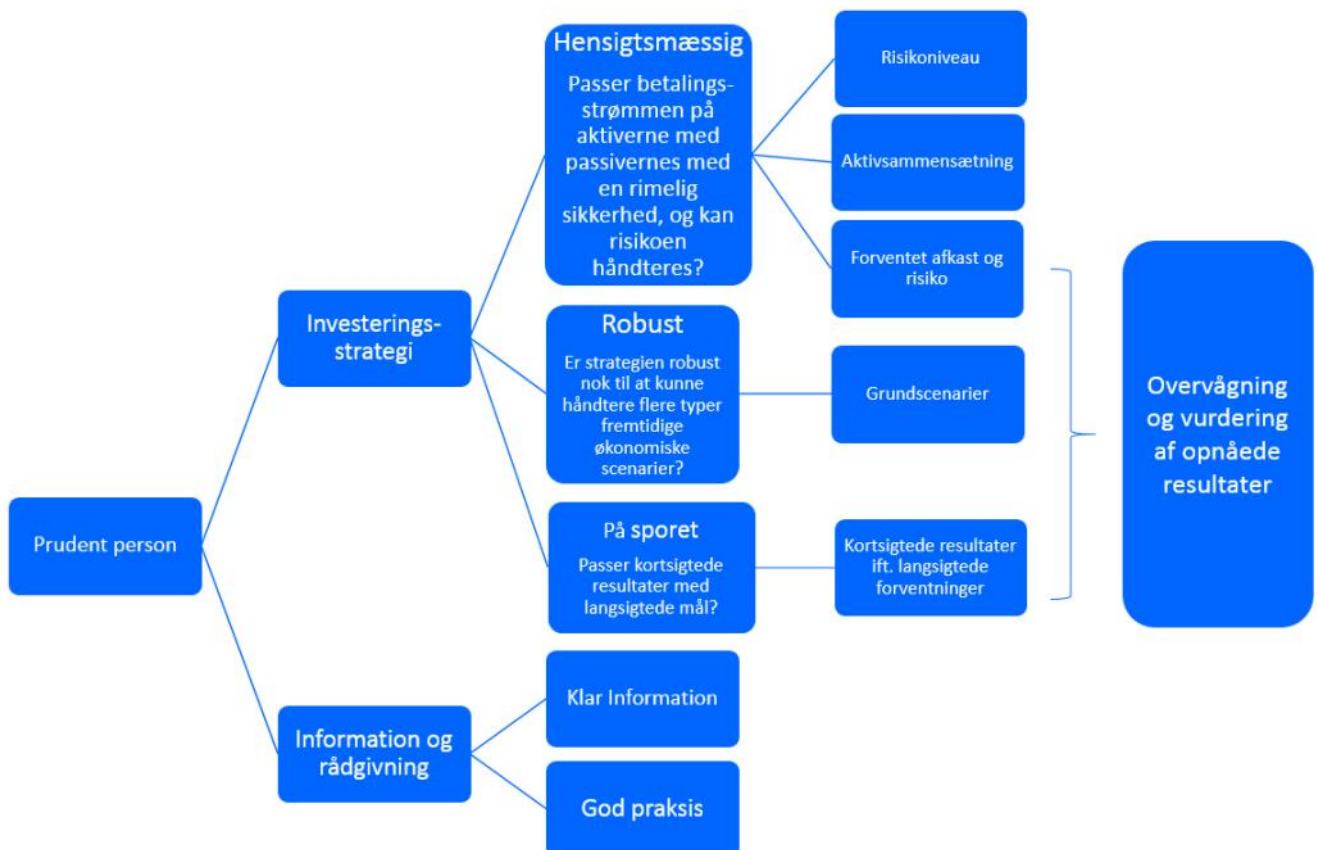 Prudent person
Investerings-
strategi
Information og
rådgivning
Hensigtsmæssig
Passer betalings-
strømmen på
aktiverne med
passivernes med
en rimelig
sikkerhed, og kan
risikoen
håndteres?
Robust
Er strategien robust
nok til at kunne
håndtere flere typer
fremtidige
økonomiske
scenarier?
På sporet
Passer kortsigtede
resultater med
langsigtede mål?
Klar Information
God praksis
Risikoniveau
Aktivsammensætning
Forventet afkast og
risiko
Grundscenarier
Kortsigtede resultater
ift. langsigtede
forventninger
Overvågning
og vurdering
af opnåede
resultater